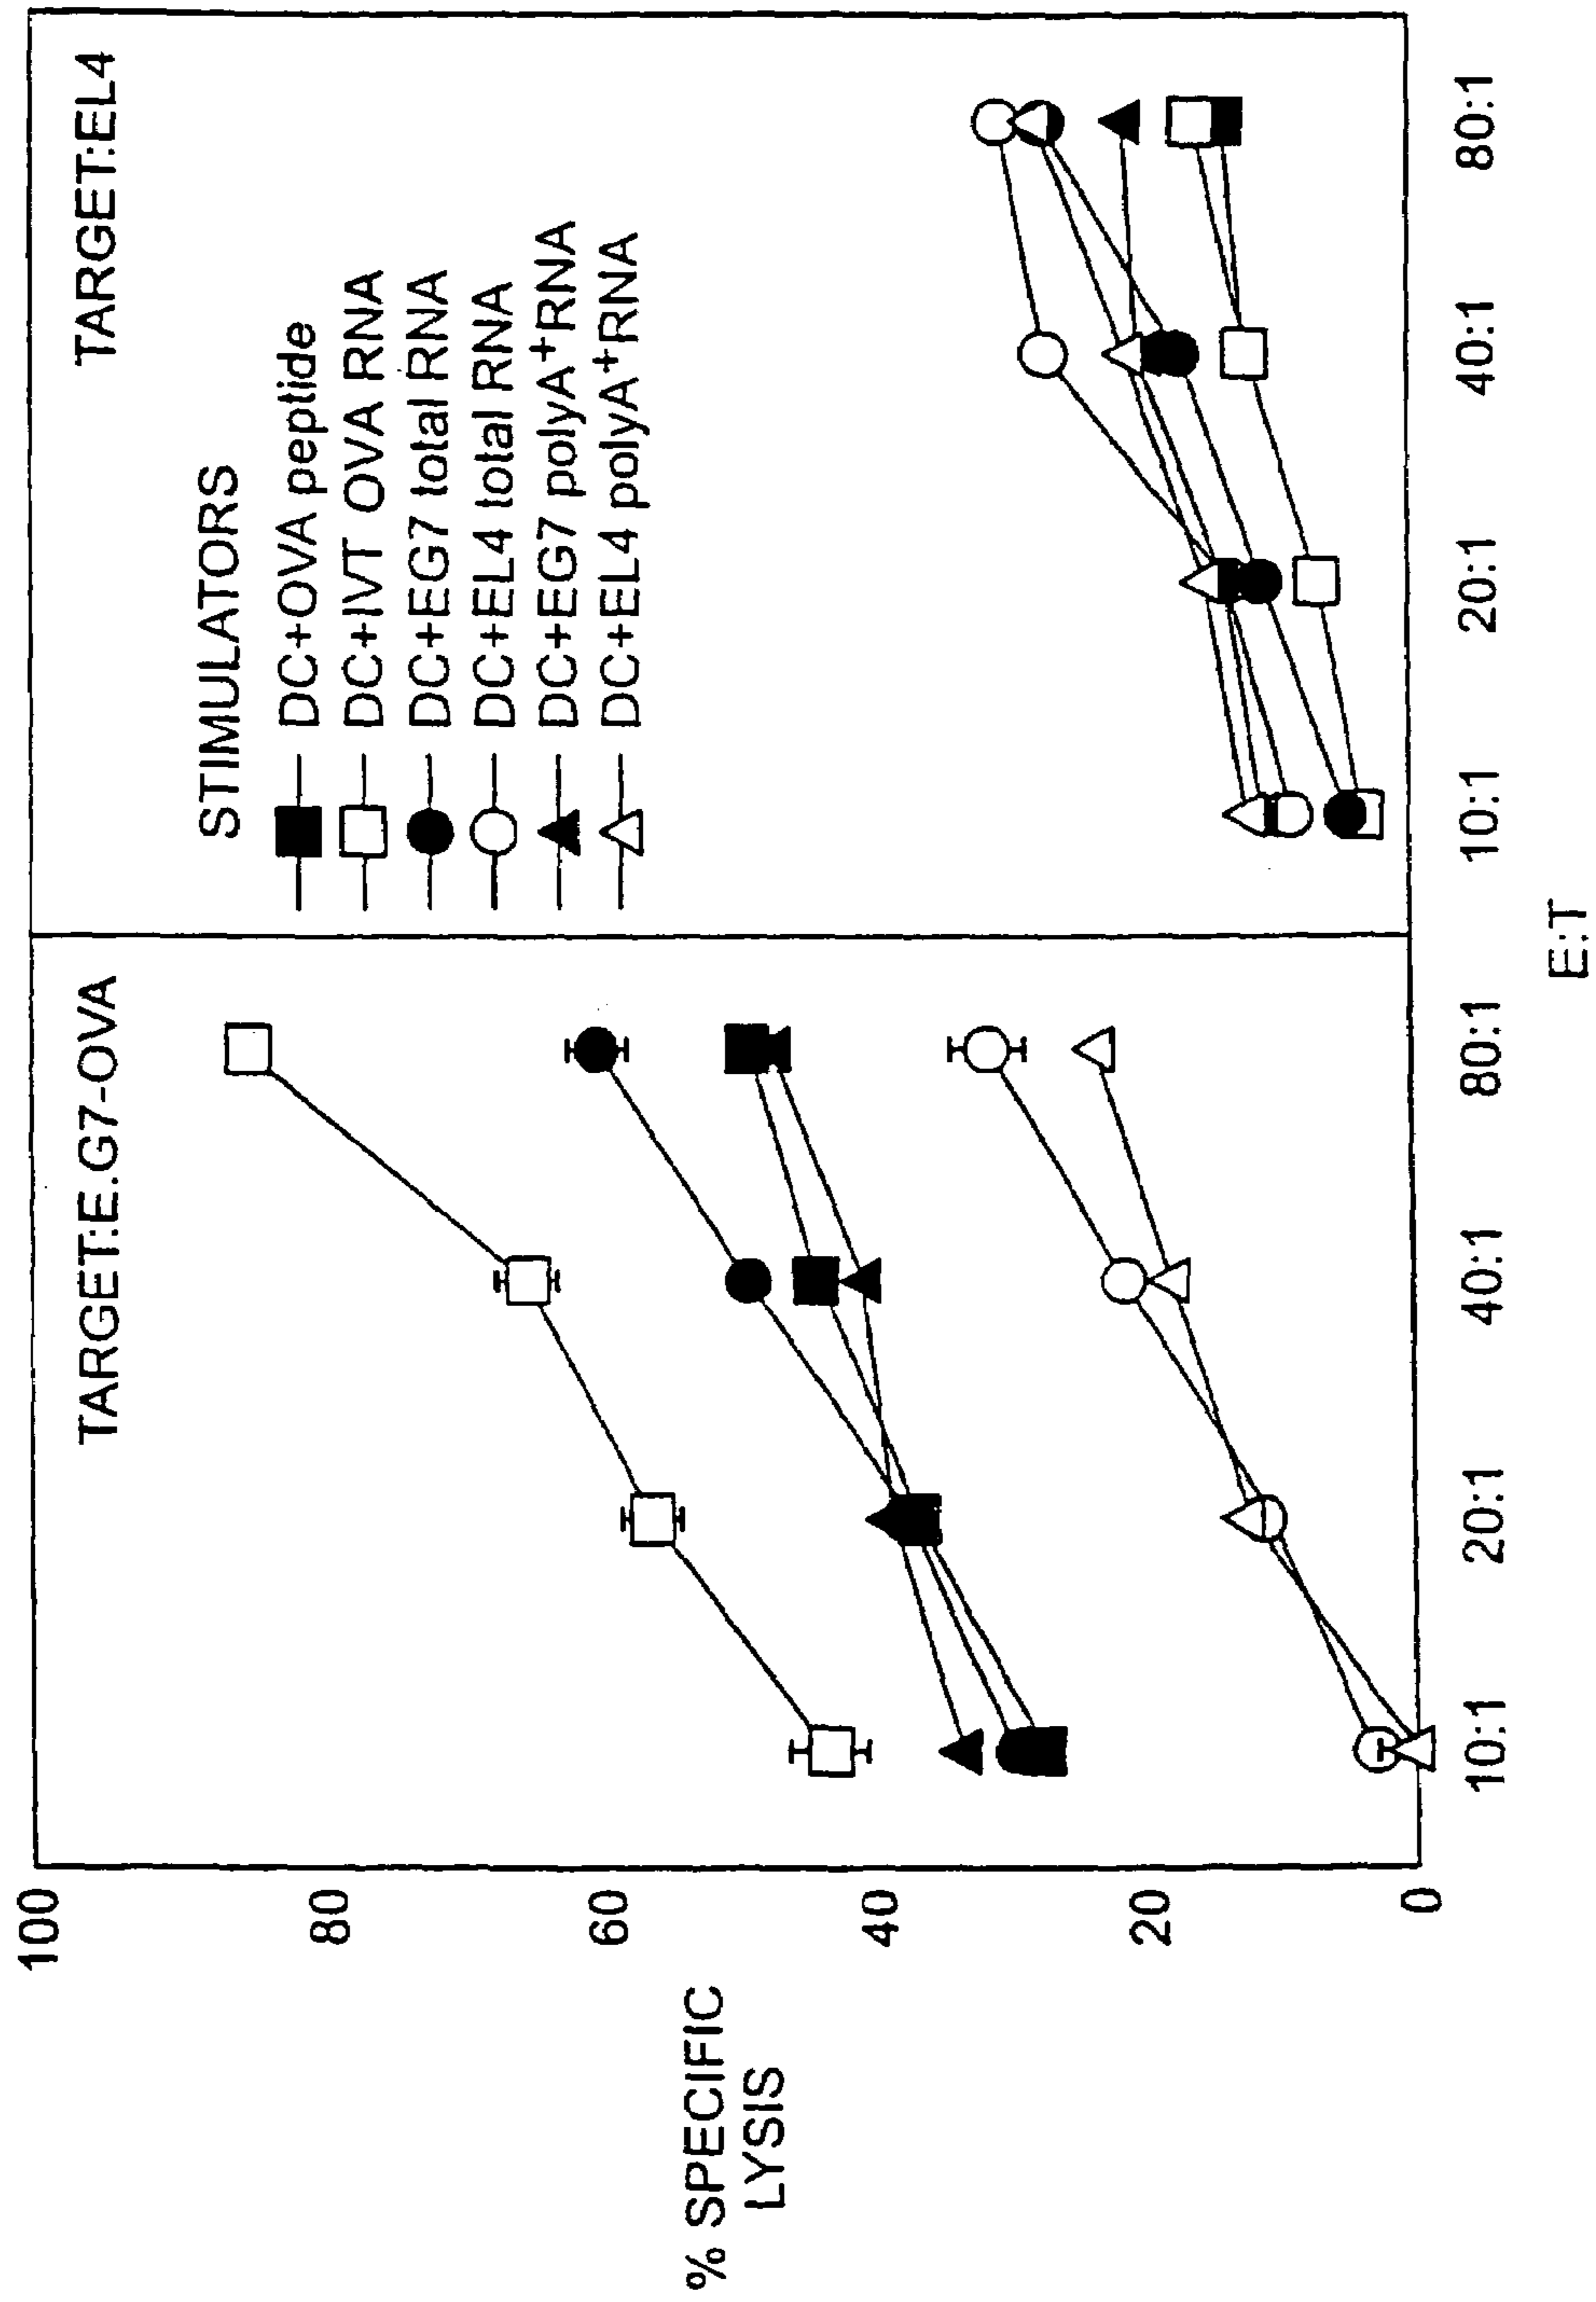 TARGET:E.G7-OVA
TARGET:EL4
STIMULATORS
DC+OVA peptide
DC+IVT OVA RNA
DC+EG7 total RNA
DC+EL4 total RNA
DC+EG7 polyA+RNA
DC+EL4 polyA+RNA
% SPECIFIC
LYSIS
100
80
60
40
20
0
10:1
20:1
40:1
80:1
10:1
20:1
40:1
80:1
E:T